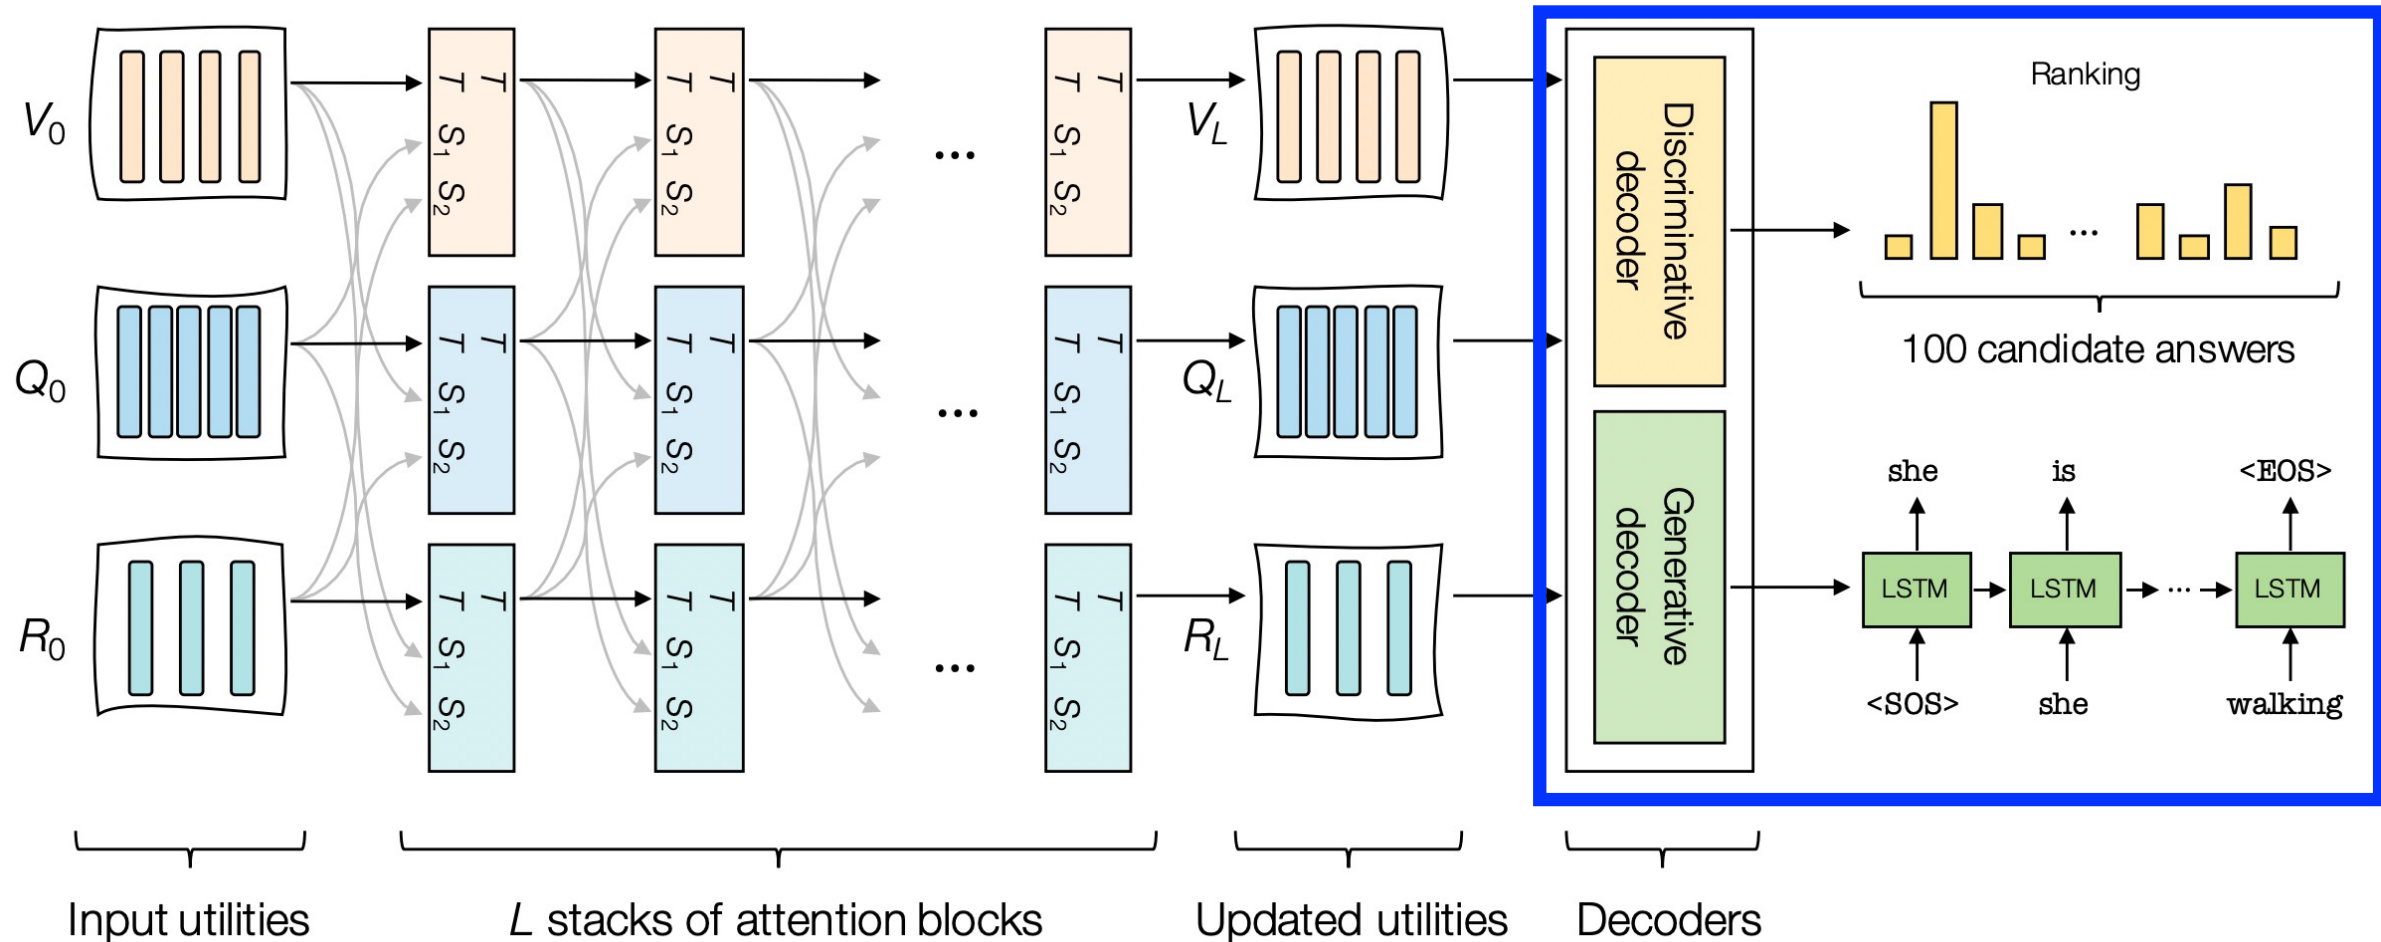 V0
Q0
R0
T T
S1
S2
T T
S1
S2
...
T T
S1
S2
T T
S1
S2
T T
S1
S2
...
T T
S1
S2
T T
S1
S2
T T
S1
S2
...
T T
S1
S2
VL
QL
RL
Discriminative
decoder
Generative
decoder
Ranking
...
100 candidate answers
she is <EOS>
LSTM LSTM ... LSTM
<SOS> she walking
Input utilities
L stacks of attention blocks
Updated utilities
Decoders